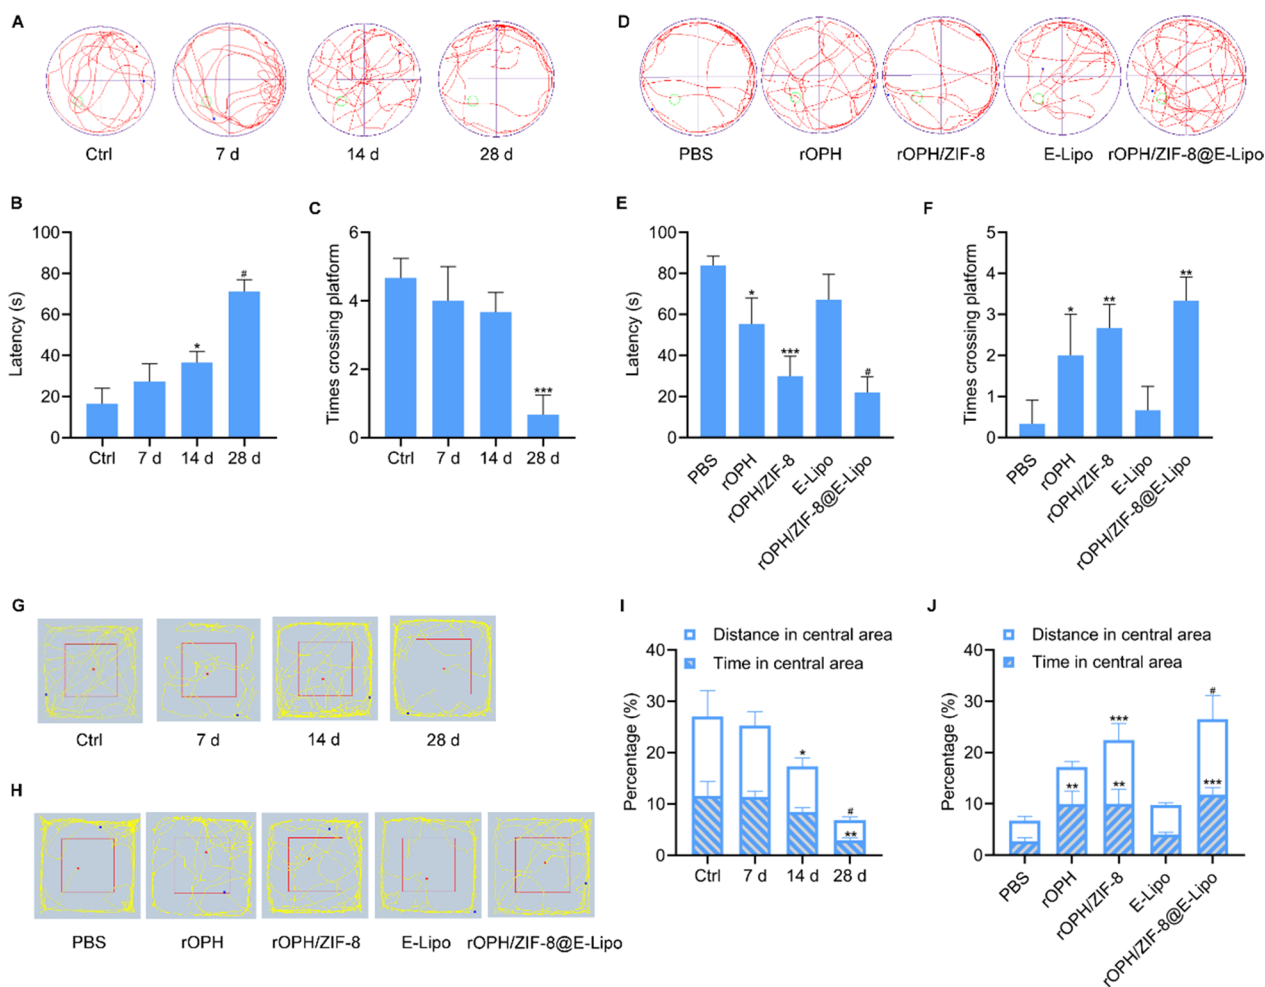 A
Ctrl
7 d
14 d
28 d
D
PBS
rOPH
rOPH/ZIF-8
E-Lipo
rOPH/ZIF-8@E-Lipo
B
Latency (s)
100
80
60
40
20
0
*
#
Ctrl
7 d
14 d
28 d
C
Times crossing platform
6
4
2
0
***
Ctrl
7 d
14 d
28 d
E
Latency (s)
100
80
60
40
20
0
*
***
#
PBS
rOPH
rOPH/ZIF-8
E-Lipo
rOPH/ZIF-8@E-Lipo
F
Times crossing platform
5
4
3
2
1
0
*
**
**
PBS
rOPH
rOPH/ZIF-8
E-Lipo
rOPH/ZIF-8@E-Lipo
G
Ctrl
7 d
14 d
28 d
H
PBS
rOPH
rOPH/ZIF-8
E-Lipo
rOPH/ZIF-8@E-Lipo
I
Distance in central area
Time in central area
Percentage (%)
40
30
20
10
0
*
#
**
Ctrl
7 d
14 d
28 d
J
Distance in central area
Time in central area
Percentage (%)
40
30
20
10
0
**
***
**
#
***
PBS
rOPH
rOPH/ZIF-8
E-Lipo
rOPH/ZIF-8@E-Lipo